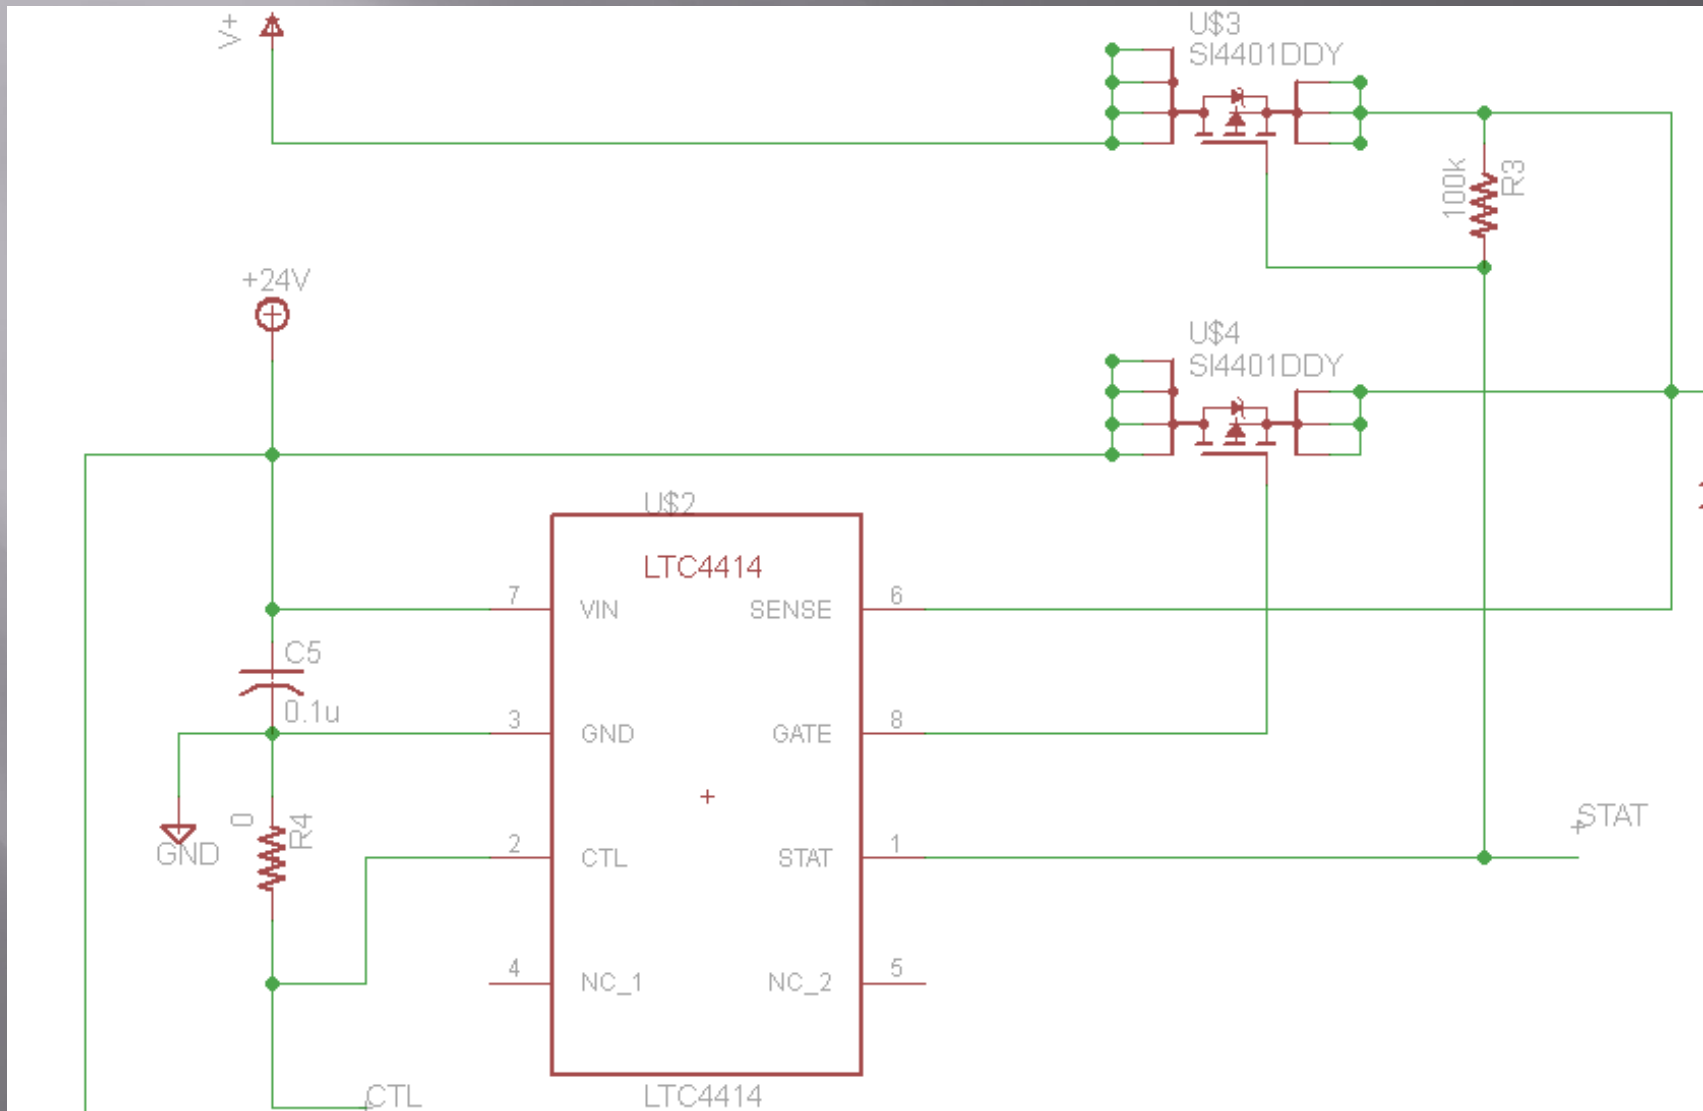 V+
U$3
SI4401DDY
100k
R3
+24V
U$4
SI4401DDY
U$2
LTC4414
7
VIN
SENSE
6
C5
0.1u
3
GND
GATE
8
0
R4
GND
2
CTL
STAT
1
STAT
4
NC_1
NC_2
5
CTL
LTC4414